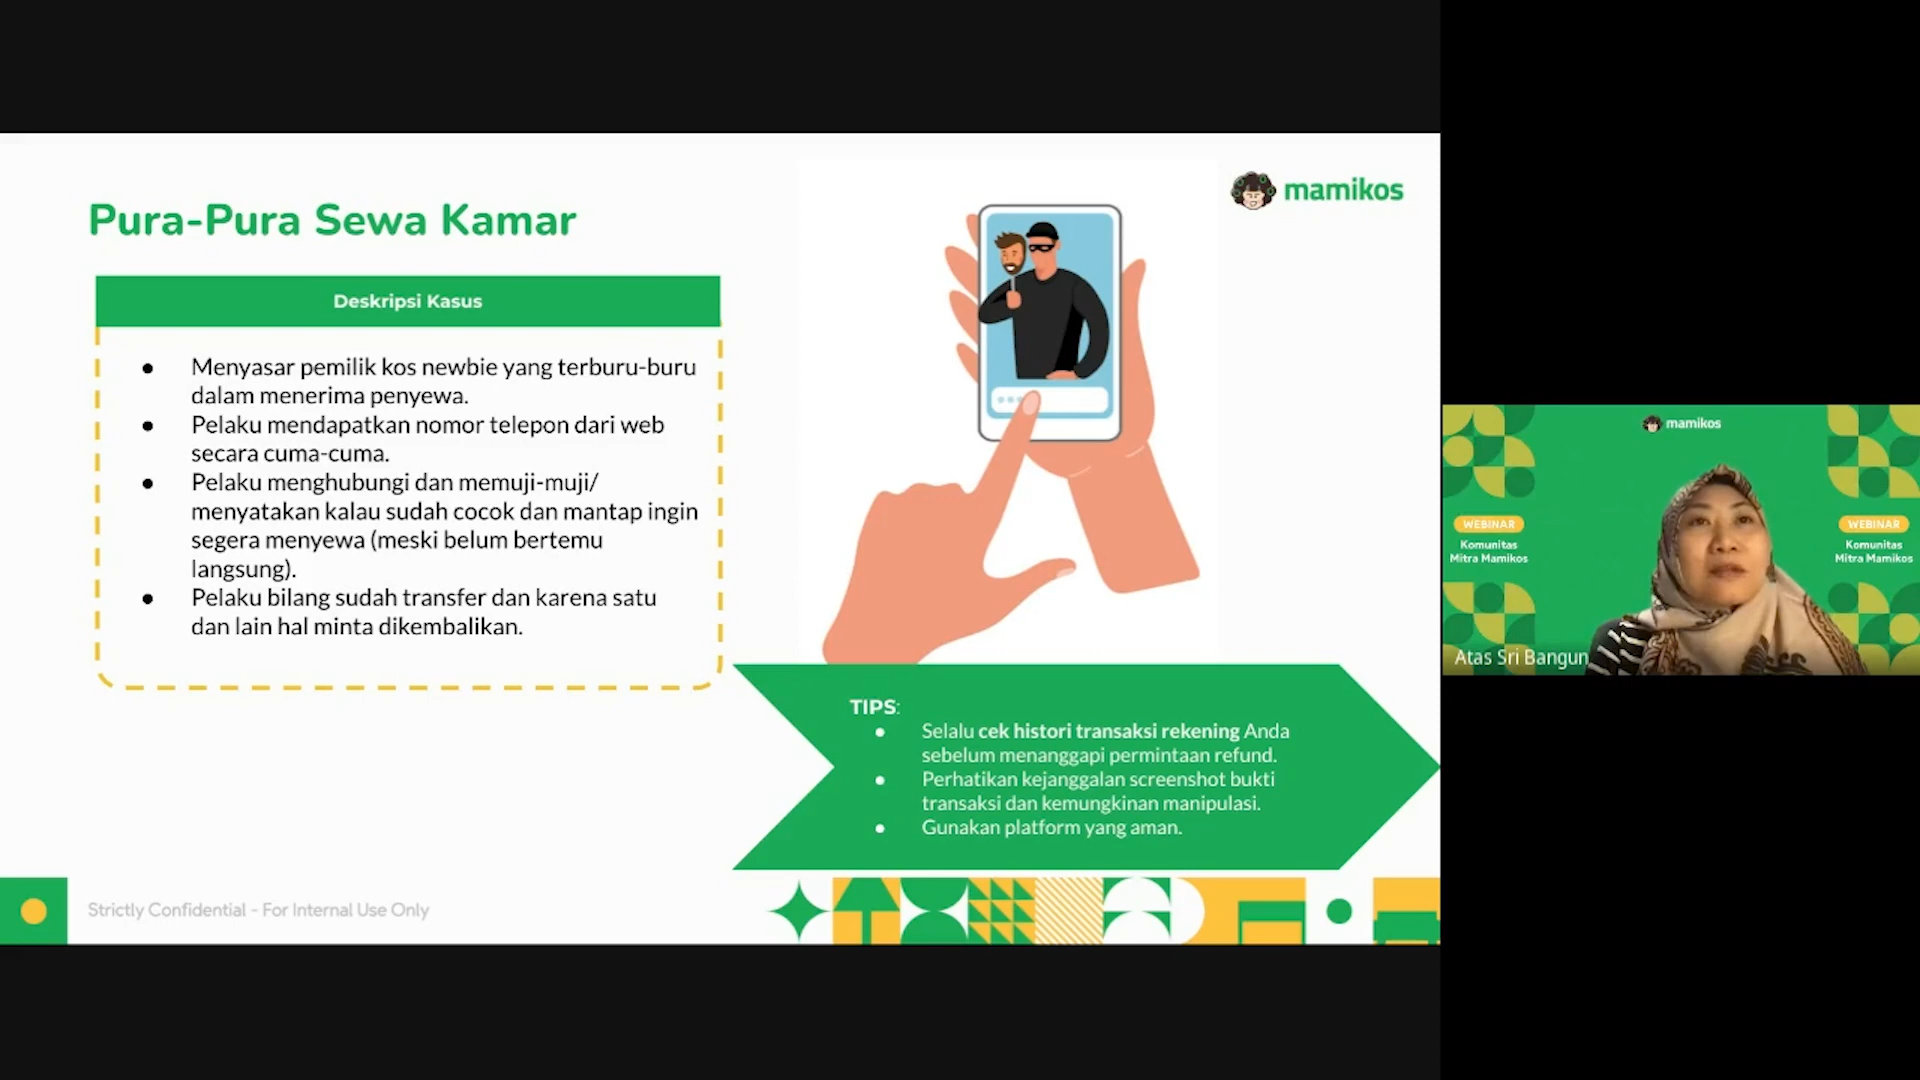 mamikos
Pura-Pura Sewa Kamar
Deskripsi Kasus
● Menyasar pemilik kos newbie yang terburu-buru
dalam menerima penyewa.
● Pelaku mendapatkan nomor telepon dari web
secara cuma-cuma.
● Pelaku menghubungi dan memuji-muji/
menyatakan kalau sudah cocok dan mantap ingin
segera menyewa (meski belum bertemu
langsung).
● Pelaku bilang sudah transfer dan karena satu
dan lain hal minta dikembalikan.
TIPS:
● Selalu cek histori transaksi rekening Anda
sebelum menanggapi permintaan refund.
● Perhatikan kejanggalan screenshot bukti
transaksi dan kemungkinan manipulasi.
● Gunakan platform yang aman.
Strictly Confidential - For Internal Use Only
mamikos
WEBINAR
Komunitas
Mitra Mamikos
WEBINAR
Komunitas
Mitra Mamikos
Atas Sri Bangun